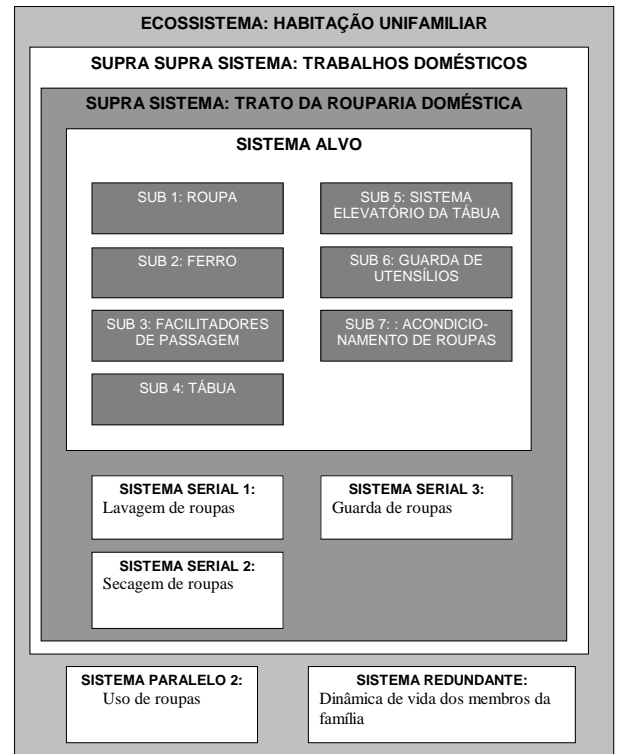 ECOSSISTEMA: HABITAÇÃO UNIFAMILIAR
SUPRA SUPRA SISTEMA: TRABALHOS DOMÉSTICOS
SUPRA SISTEMA: TRATO DA ROUPARIA DOMÉSTICA
SISTEMA ALVO
SUB 1: ROUPA
SUB 2: FERRO
SUB 3: FACILITADORES
DE PASSAGEM
SUB 4: TÁBUA
SUB 5: SISTEMA
ELEVATÓRIO DA TÁBUA
SUB 6: GUARDA DE
UTENSÍLIOS
SUB 7: : ACONDICIO-
NAMENTO DE ROUPAS
SISTEMA SERIAL 1:
Lavagem de roupas
SISTEMA SERIAL 3:
Guarda de roupas
SISTEMA SERIAL 2:
Secagem de roupas
SISTEMA PARALELO 2:
Uso de roupas
SISTEMA REDUNDANTE:
Dinâmica de vida dos membros da
família